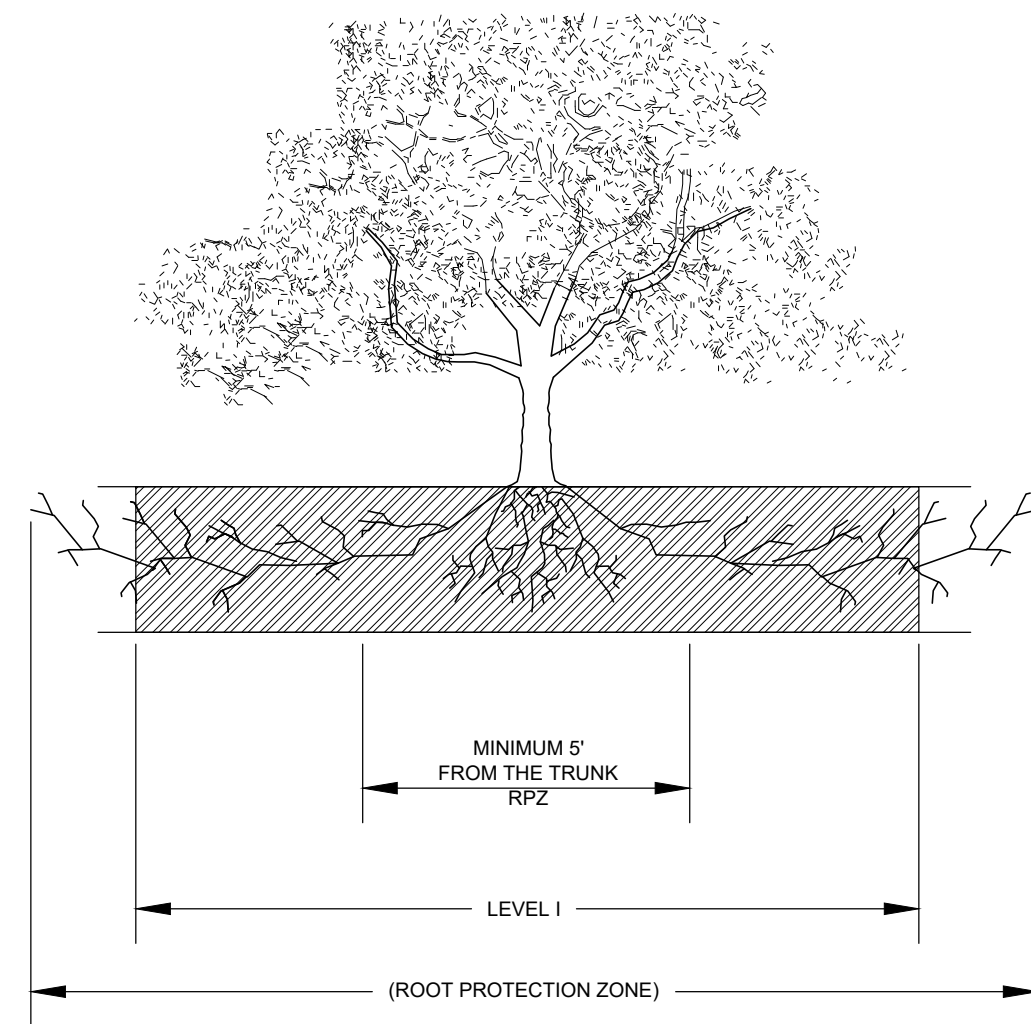 MINIMUM 5'
FROM THE TRUNK
RPZ
LEVEL I
(ROOT PROTECTION ZONE)